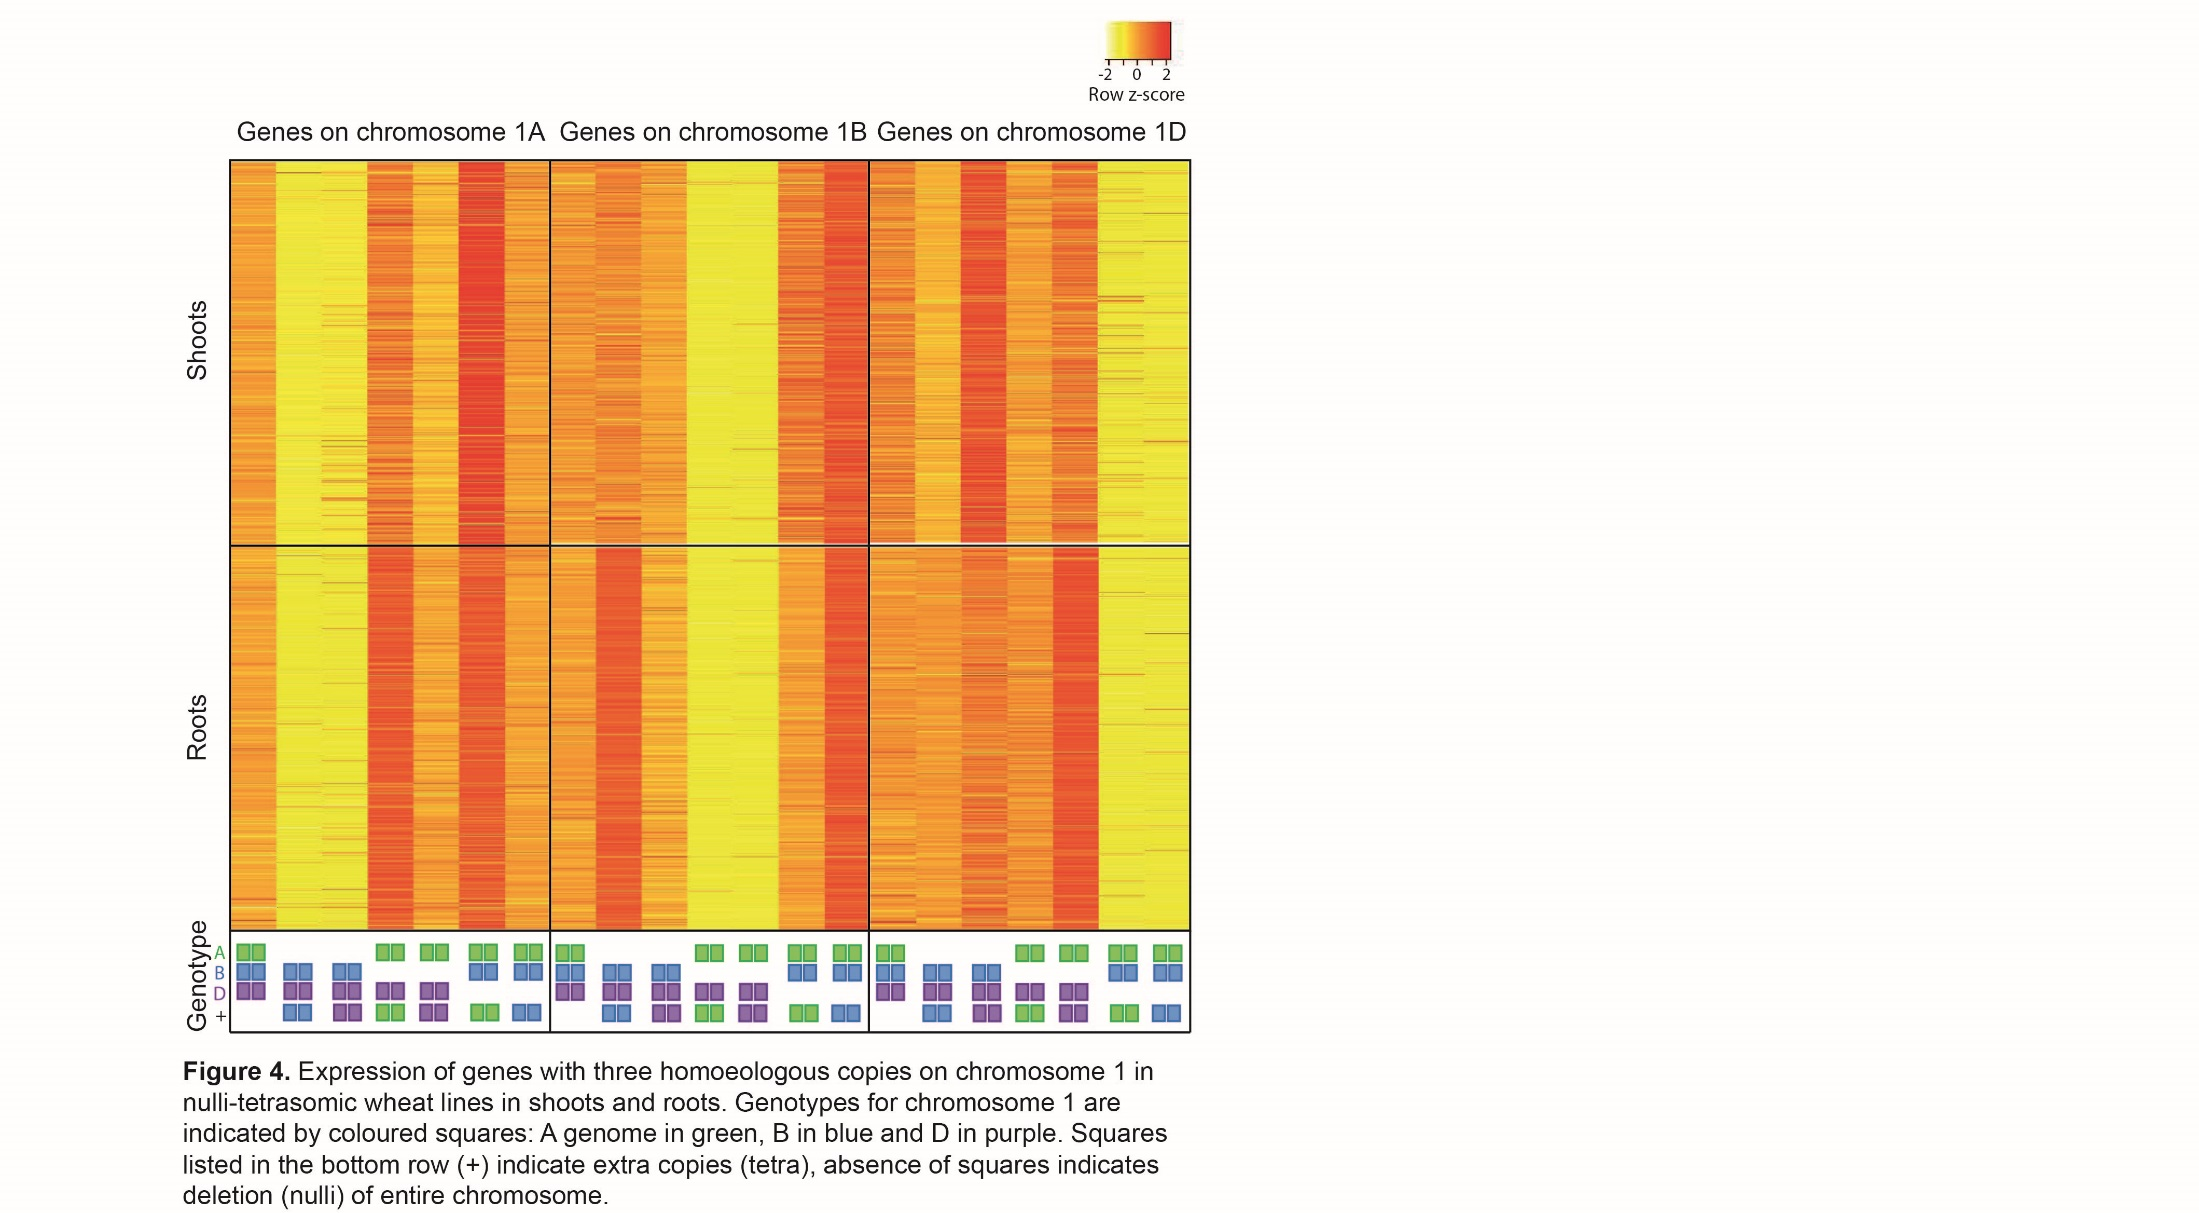 -2 0 2
Row z-score
Genes on chromosome 1A Genes on chromosome 1B Genes on chromosome 1D
Shoots
Roots
Genotype
A
B
D
+
Figure 4. Expression of genes with three homoeologous copies on chromosome 1 in
nulli-tetrasomic wheat lines in shoots and roots. Genotypes for chromosome 1 are
indicated by coloured squares: A genome in green, B in blue and D in purple. Squares
listed in the bottom row (+) indicate extra copies (tetra), absence of squares indicates
deletion (nulli) of entire chromosome.